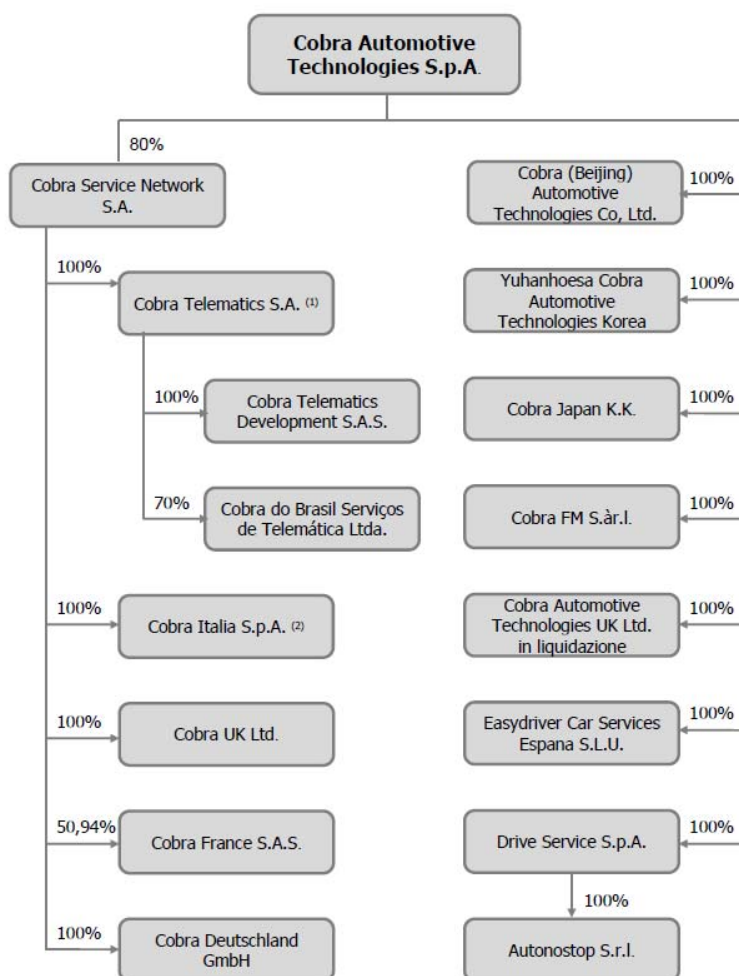 Cobra Automotive
Technologies S.p.A.
80%
Cobra Service Network
S.A.
100%
Cobra Telematics S.A. (1)
100%
Cobra Telematics
Development S.A.S.
70%
Cobra do Brasil Serviços
de Telemática Ltda.
100%
Cobra Italia S.p.A. (2)
100%
Cobra UK Ltd.
50,94%
Cobra France S.A.S.
100%
Cobra Deutschland
GmbH
Cobra (Beijing)
Automotive
Technologies Co, Ltd.
100%
Yuhanhoesa Cobra
Automotive
Technologies Korea
100%
Cobra Japan K.K.
100%
Cobra FM S.àr.l.
100%
Cobra Automotive
Technologies UK Ltd.
in liquidazione
100%
Easydriver Car Services
Espana S.L.U.
100%
Drive Service S.p.A.
100%
100%
Autonostop S.r.l.